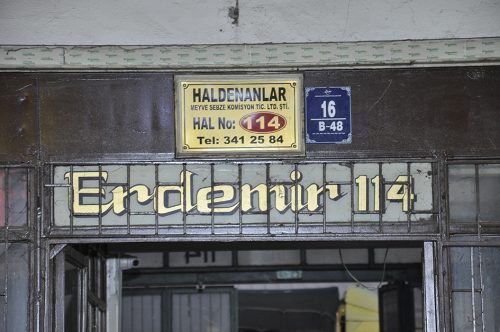 HALDENANLAR
MEYVE SEBZE KOMİSYON TİC. LTD. ŞTİ.
HAL No: 114
Tel: 341 25 84
16
B-48
Erdemir 114
114